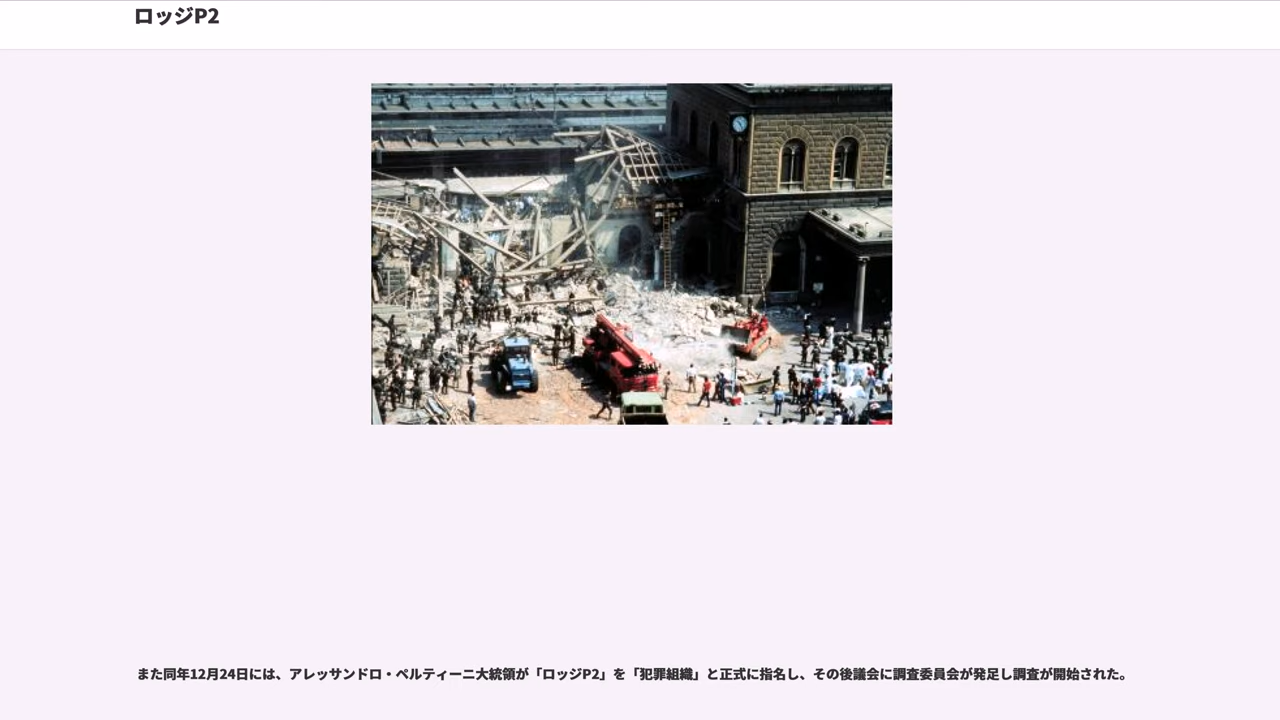 ロッジP2
また同年12月24日には、アレッサンドロ・ペルティーニ大統領が「ロッジP2」を「犯罪組織」と正式に指名し、その後議会に調査委員会が発足し調査が開始された。